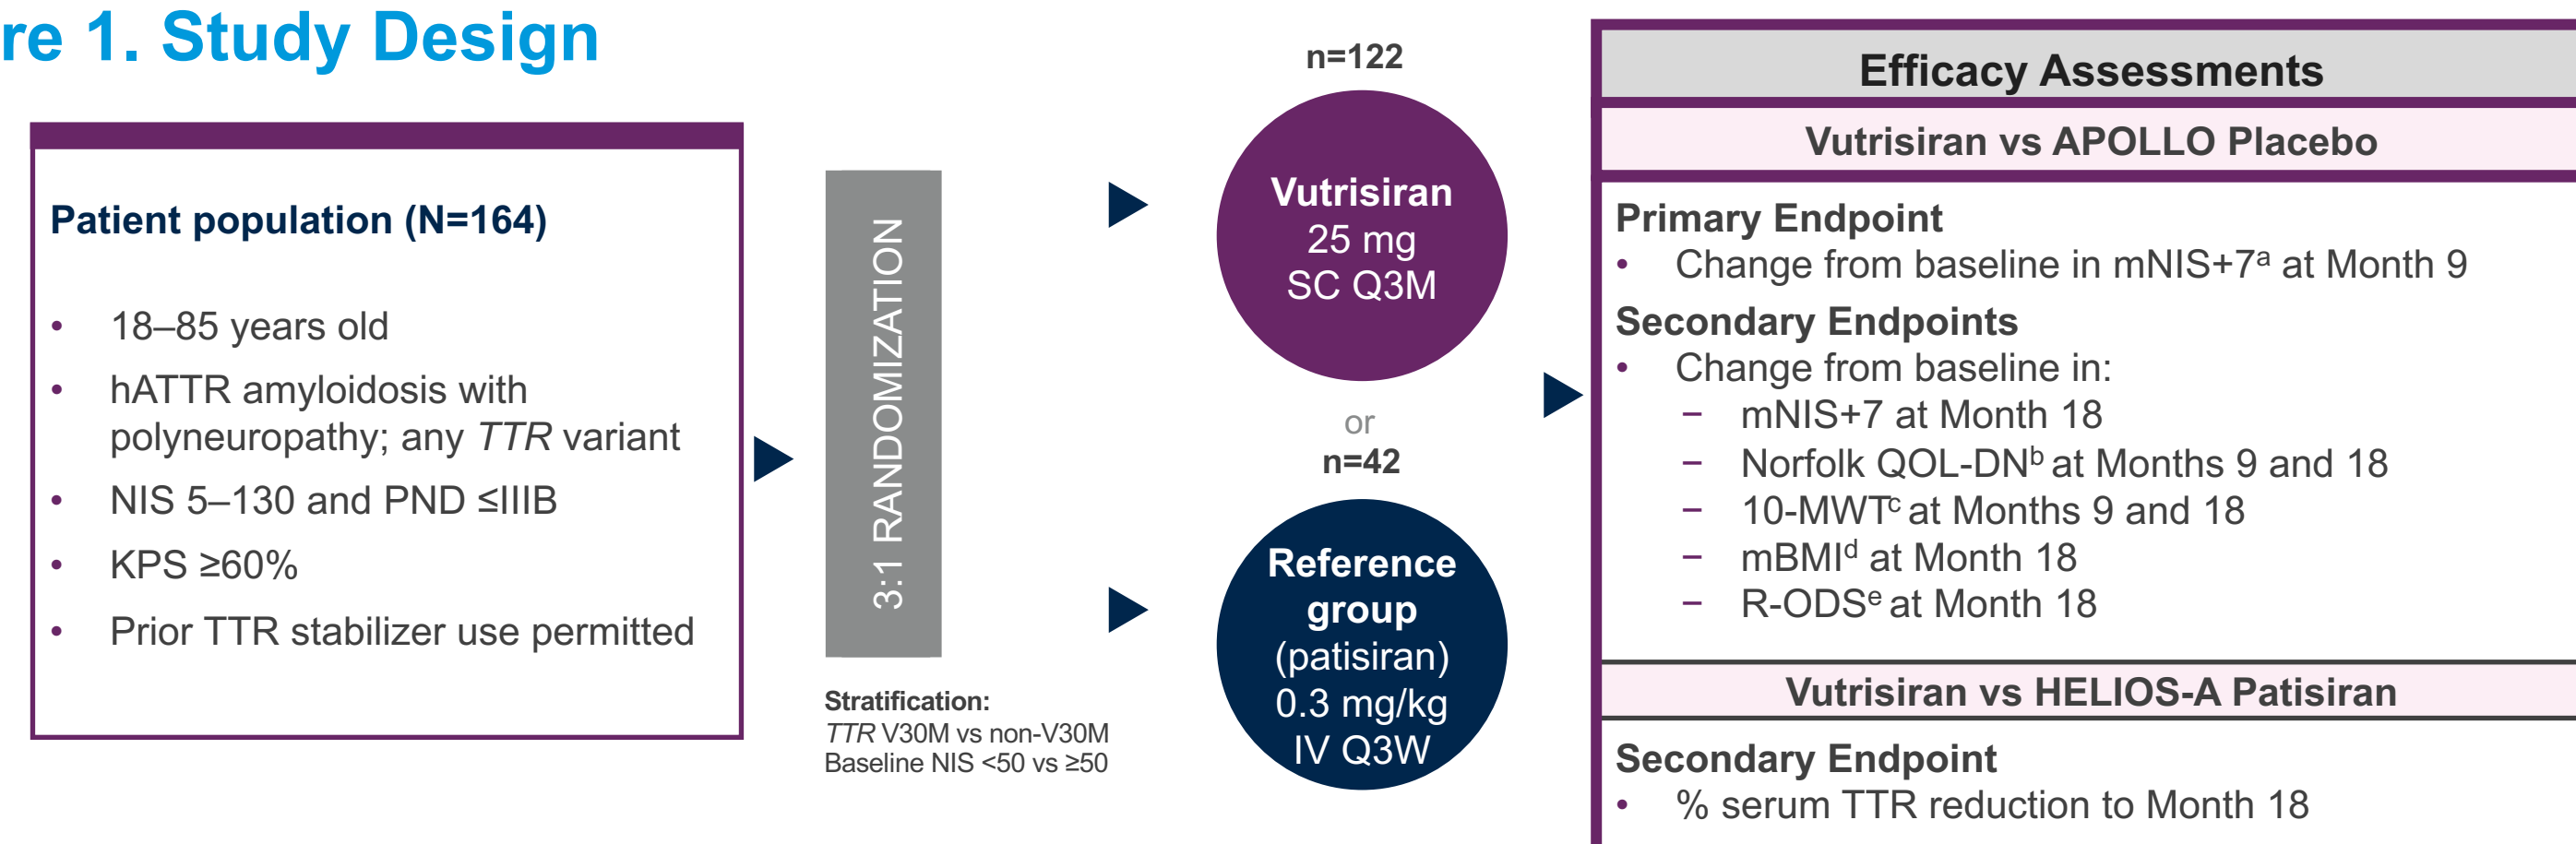 re 1. Study Design
Patient population (N=164)
• 18–85 years old
• hATTR amyloidosis with
polyneuropathy; any TTR variant
• NIS 5–130 and PND ≤IIIB
• KPS ≥60%
• Prior TTR stabilizer use permitted
3:1 RANDOMIZATION
Stratification:
TTR V30M vs non-V30M
Baseline NIS <50 vs ≥50
n=122
Vutrisiran
25 mg
SC Q3M
or
n=42
Reference
group
(patisiran)
0.3 mg/kg
IV Q3W
Efficacy Assessments
Vutrisiran vs APOLLO Placebo
Primary Endpoint
• Change from baseline in mNIS+7ᵃ at Month 9
Secondary Endpoints
• Change from baseline in:
− mNIS+7 at Month 18
− Norfolk QOL-DNᵇ at Months 9 and 18
− 10-MWTᶜ at Months 9 and 18
− mBMIᵈ at Month 18
− R-ODSᵉ at Month 18
Vutrisiran vs HELIOS-A Patisiran
Secondary Endpoint
• % serum TTR reduction to Month 18